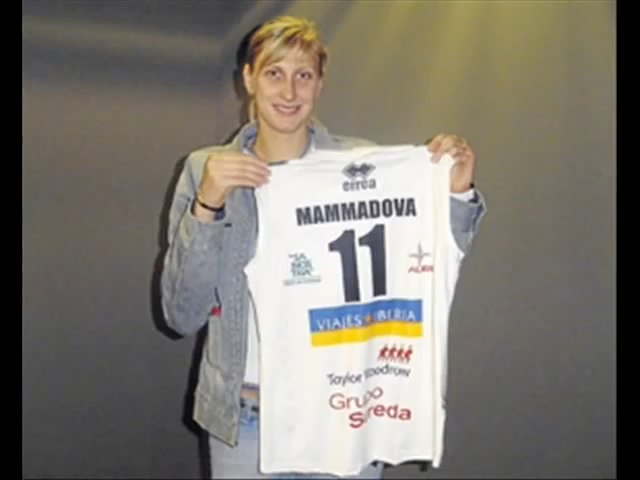 errea
MAMMADOVA
11
VIAJES IBERIA
Taylor Woodrow
Grupo
Sureda